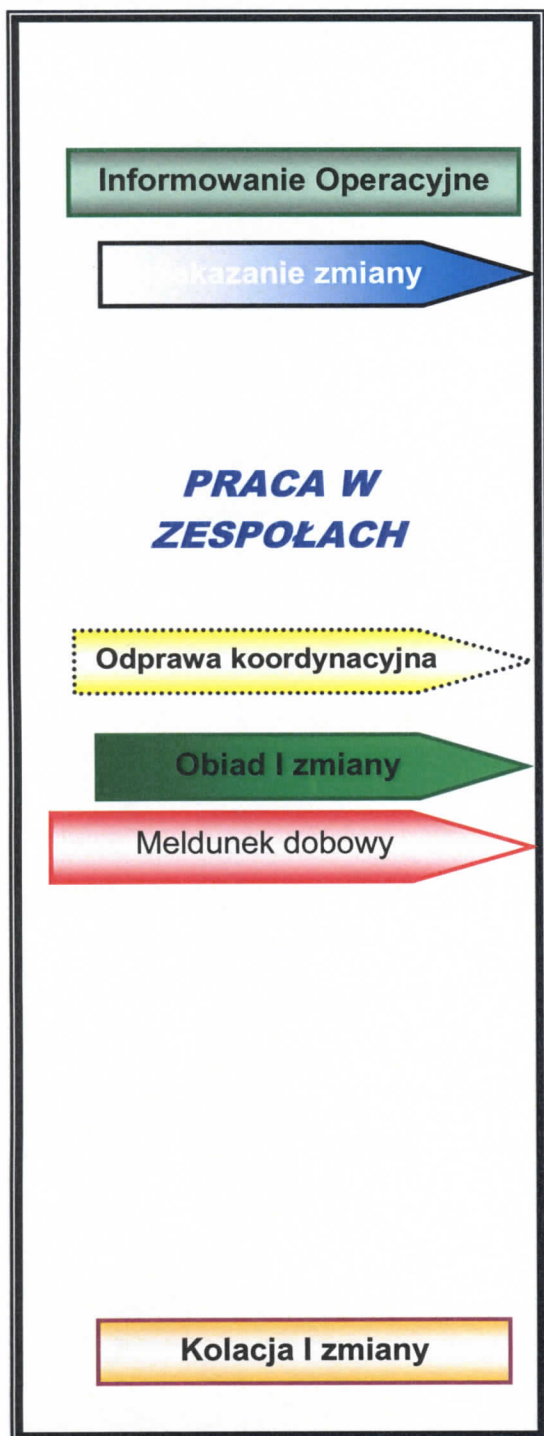 Informowanie Operacyjne
zmiany
PRACA W
ZESPOŁACH
Odprawa koordynacyjna
Obiad I zmiany
Meldunek dobowy
Kolacja I zmiany